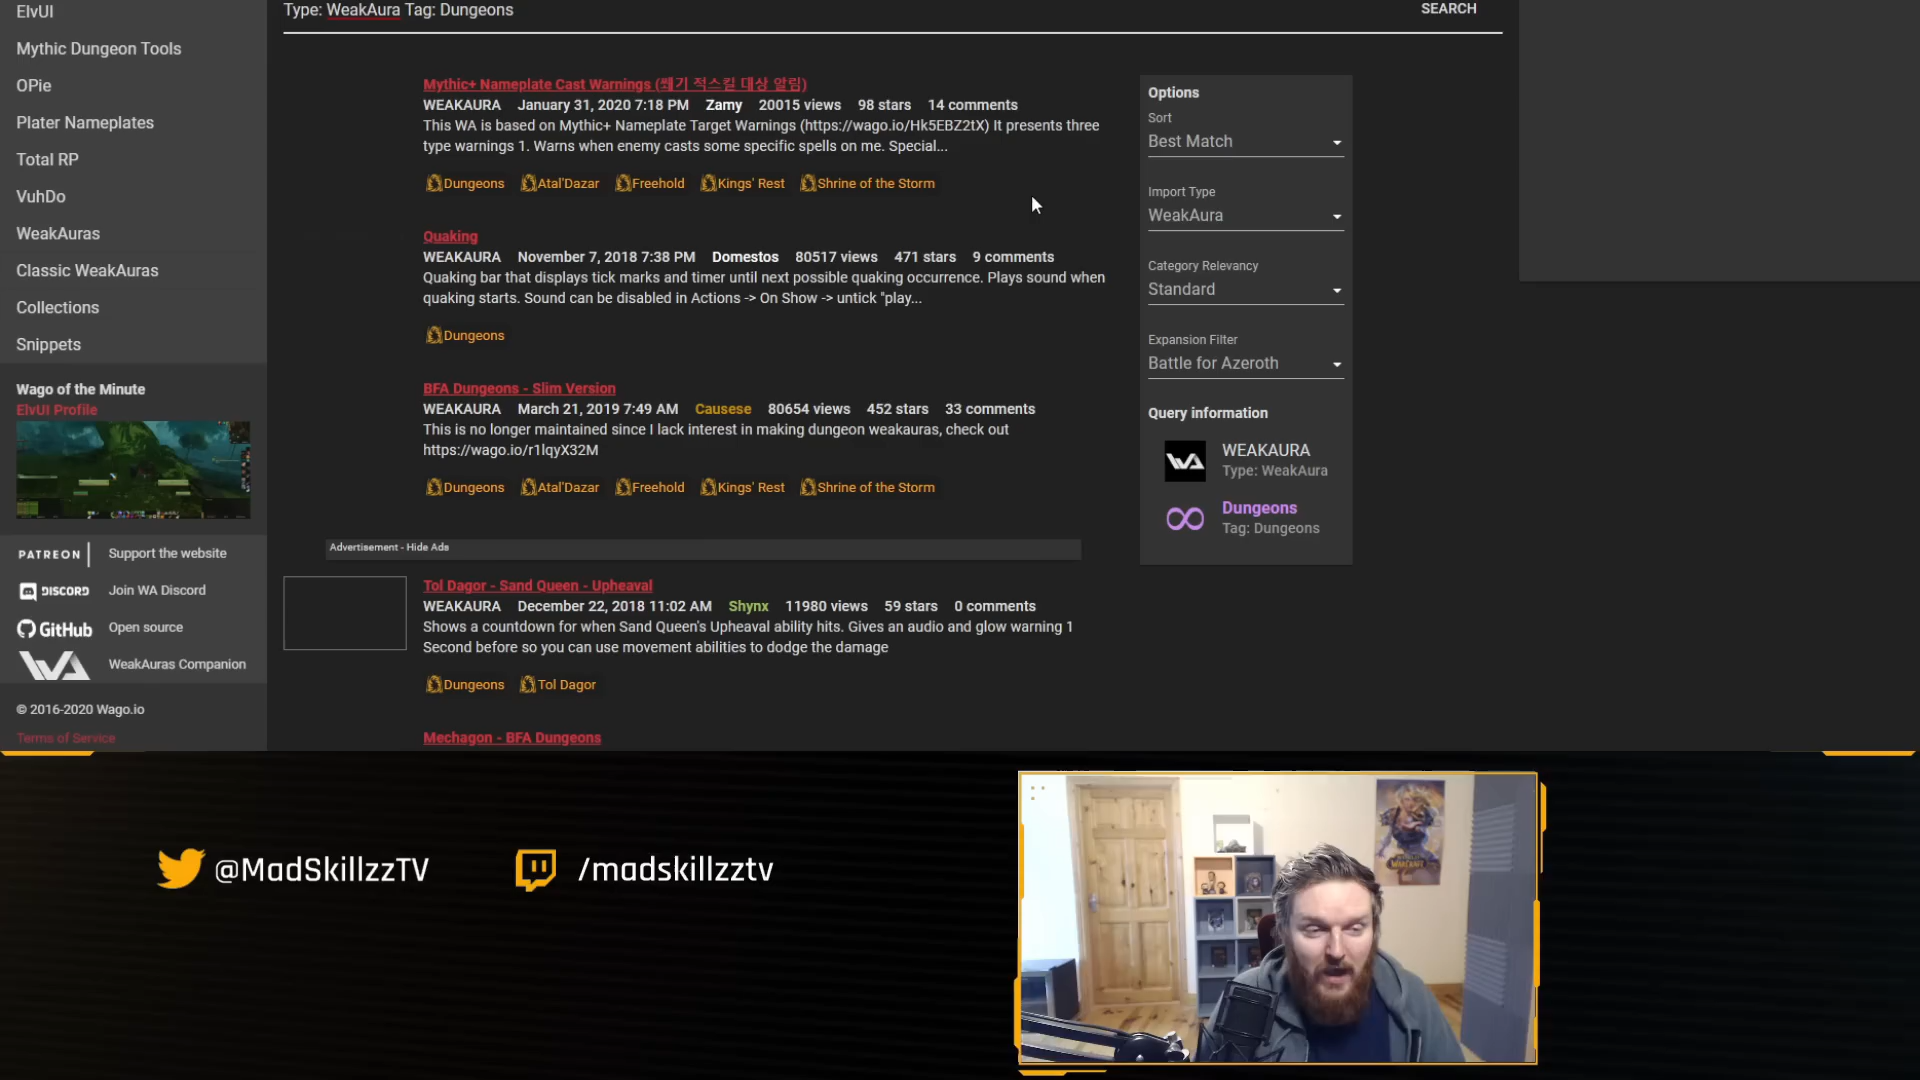 ElvUI
Mythic Dungeon Tools
OPie
Plater Nameplates
Total RP
VuhDo
WeakAuras
Classic WeakAuras
Collections
Snippets
Wago of the Minute
ElvUI Profile
PATREON Support the website
DISCORD Join WA Discord
GitHub Open source
WeakAuras Companion
© 2016-2020 Wago.io
Terms of Service
Type: WeakAura Tag: Dungeons
SEARCH
Mythic+ Nameplate Cast Warnings (쐐기 적스킬 대상 알림)
WEAKAURA January 31, 2020 7:18 PM Zamy 20015 views 98 stars 14 comments
This WA is based on Mythic+ Nameplate Target Warnings (https://wago.io/Hk5EBZ2tX) It presents three
type warnings 1. Warns when enemy casts some specific spells on me. Special...
Dungeons Atal'Dazar Freehold Kings' Rest Shrine of the Storm
Quaking
WEAKAURA November 7, 2018 7:38 PM Domestos 80517 views 471 stars 9 comments
Quaking bar that displays tick marks and timer until next possible quaking occurrence. Plays sound when
quaking starts. Sound can be disabled in Actions -> On Show -> untick "play...
Dungeons
BFA Dungeons - Slim Version
WEAKAURA March 21, 2019 7:49 AM Causese 80654 views 452 stars 33 comments
This is no longer maintained since I lack interest in making dungeon weakauras, check out
https://wago.io/r1lqyX32M
Dungeons Atal'Dazar Freehold Kings' Rest Shrine of the Storm
Advertisement - Hide Ads
Tol Dagor - Sand Queen - Upheaval
WEAKAURA December 22, 2018 11:02 AM Shynx 11980 views 59 stars 0 comments
Shows a countdown for when Sand Queen's Upheaval ability hits. Gives an audio and glow warning 1
Second before so you can use movement abilities to dodge the damage
Dungeons Tol Dagor
Mechagon - BFA Dungeons
Options
Sort
Best Match
Import Type
WeakAura
Category Relevancy
Standard
Expansion Filter
Battle for Azeroth
Query information
WEAKAURA
Type: WeakAura
Dungeons
Tag: Dungeons
@MadSkillzzTV
/madskillzztv
WARCRAFT